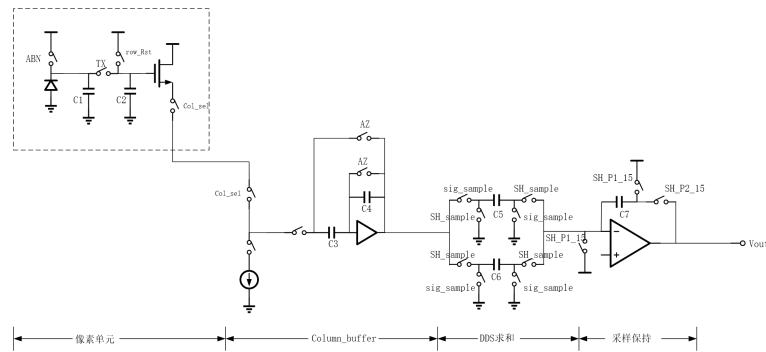 ABN
TX
row_Rst
C1
C2
Col_sel
Col_sel
AZ
AZ
C4
C3
sig_sample
SH_sample
C5
SH_sample
sig_sample
SH_sample
SH_sample
C6
sig_sample
sig_sample
SH_P1_15
SH_P2_15
C7
SH_P1_15
Vout
像素单元
Column_buffer
DDS求和
采样保持